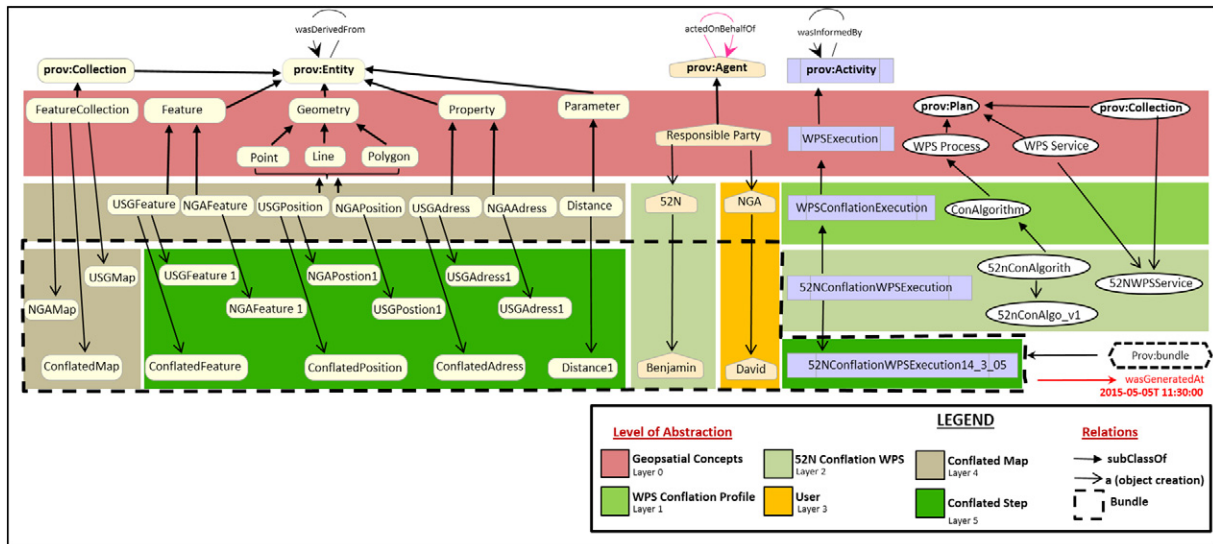 wasDerivedFrom
actedOnBehalfOf
wasInformedBy
prov:Collection
prov:Entity
prov:Agent
prov:Activity
FeatureCollection
Feature
Geometry
Property
Parameter
prov:Plan
prov:Collection
Responsible Party
WPSExecution
WPS Process
WPS Service
Point
Line
Polygon
USGFeature
NGAFeature
USGPosition
NGAPosition
USGAdress
NGAAdress
Distance
52N
NGA
WPSConflationExecution
ConAlgorithm
USGMap
USGFeature 1
NGAPostion1
USGAdress1
52nConAlgorith
NGAMap
NGAFeature 1
USGPostion1
USGAdress1
52NConflationWPSExecution
52NWPSService
52nConAlgo_v1
ConflatedMap
ConflatedFeature
ConflatedPosition
ConflatedAdress
Distance1
Benjamin
David
52NConflationWPSExecution14_3_05
Prov:bundle
wasGeneratedAt
2015-05-05T 11:30:00
LEGEND
Level of Abstraction
Relations
Geopsatial Concepts
Layer 0
52N Conflation WPS
Layer 2
Conflated Map
Layer 4
subClassOf
a (object creation)
WPS Conflation Profile
Layer 1
User
Layer 3
Conflated Step
Layer 5
Bundle